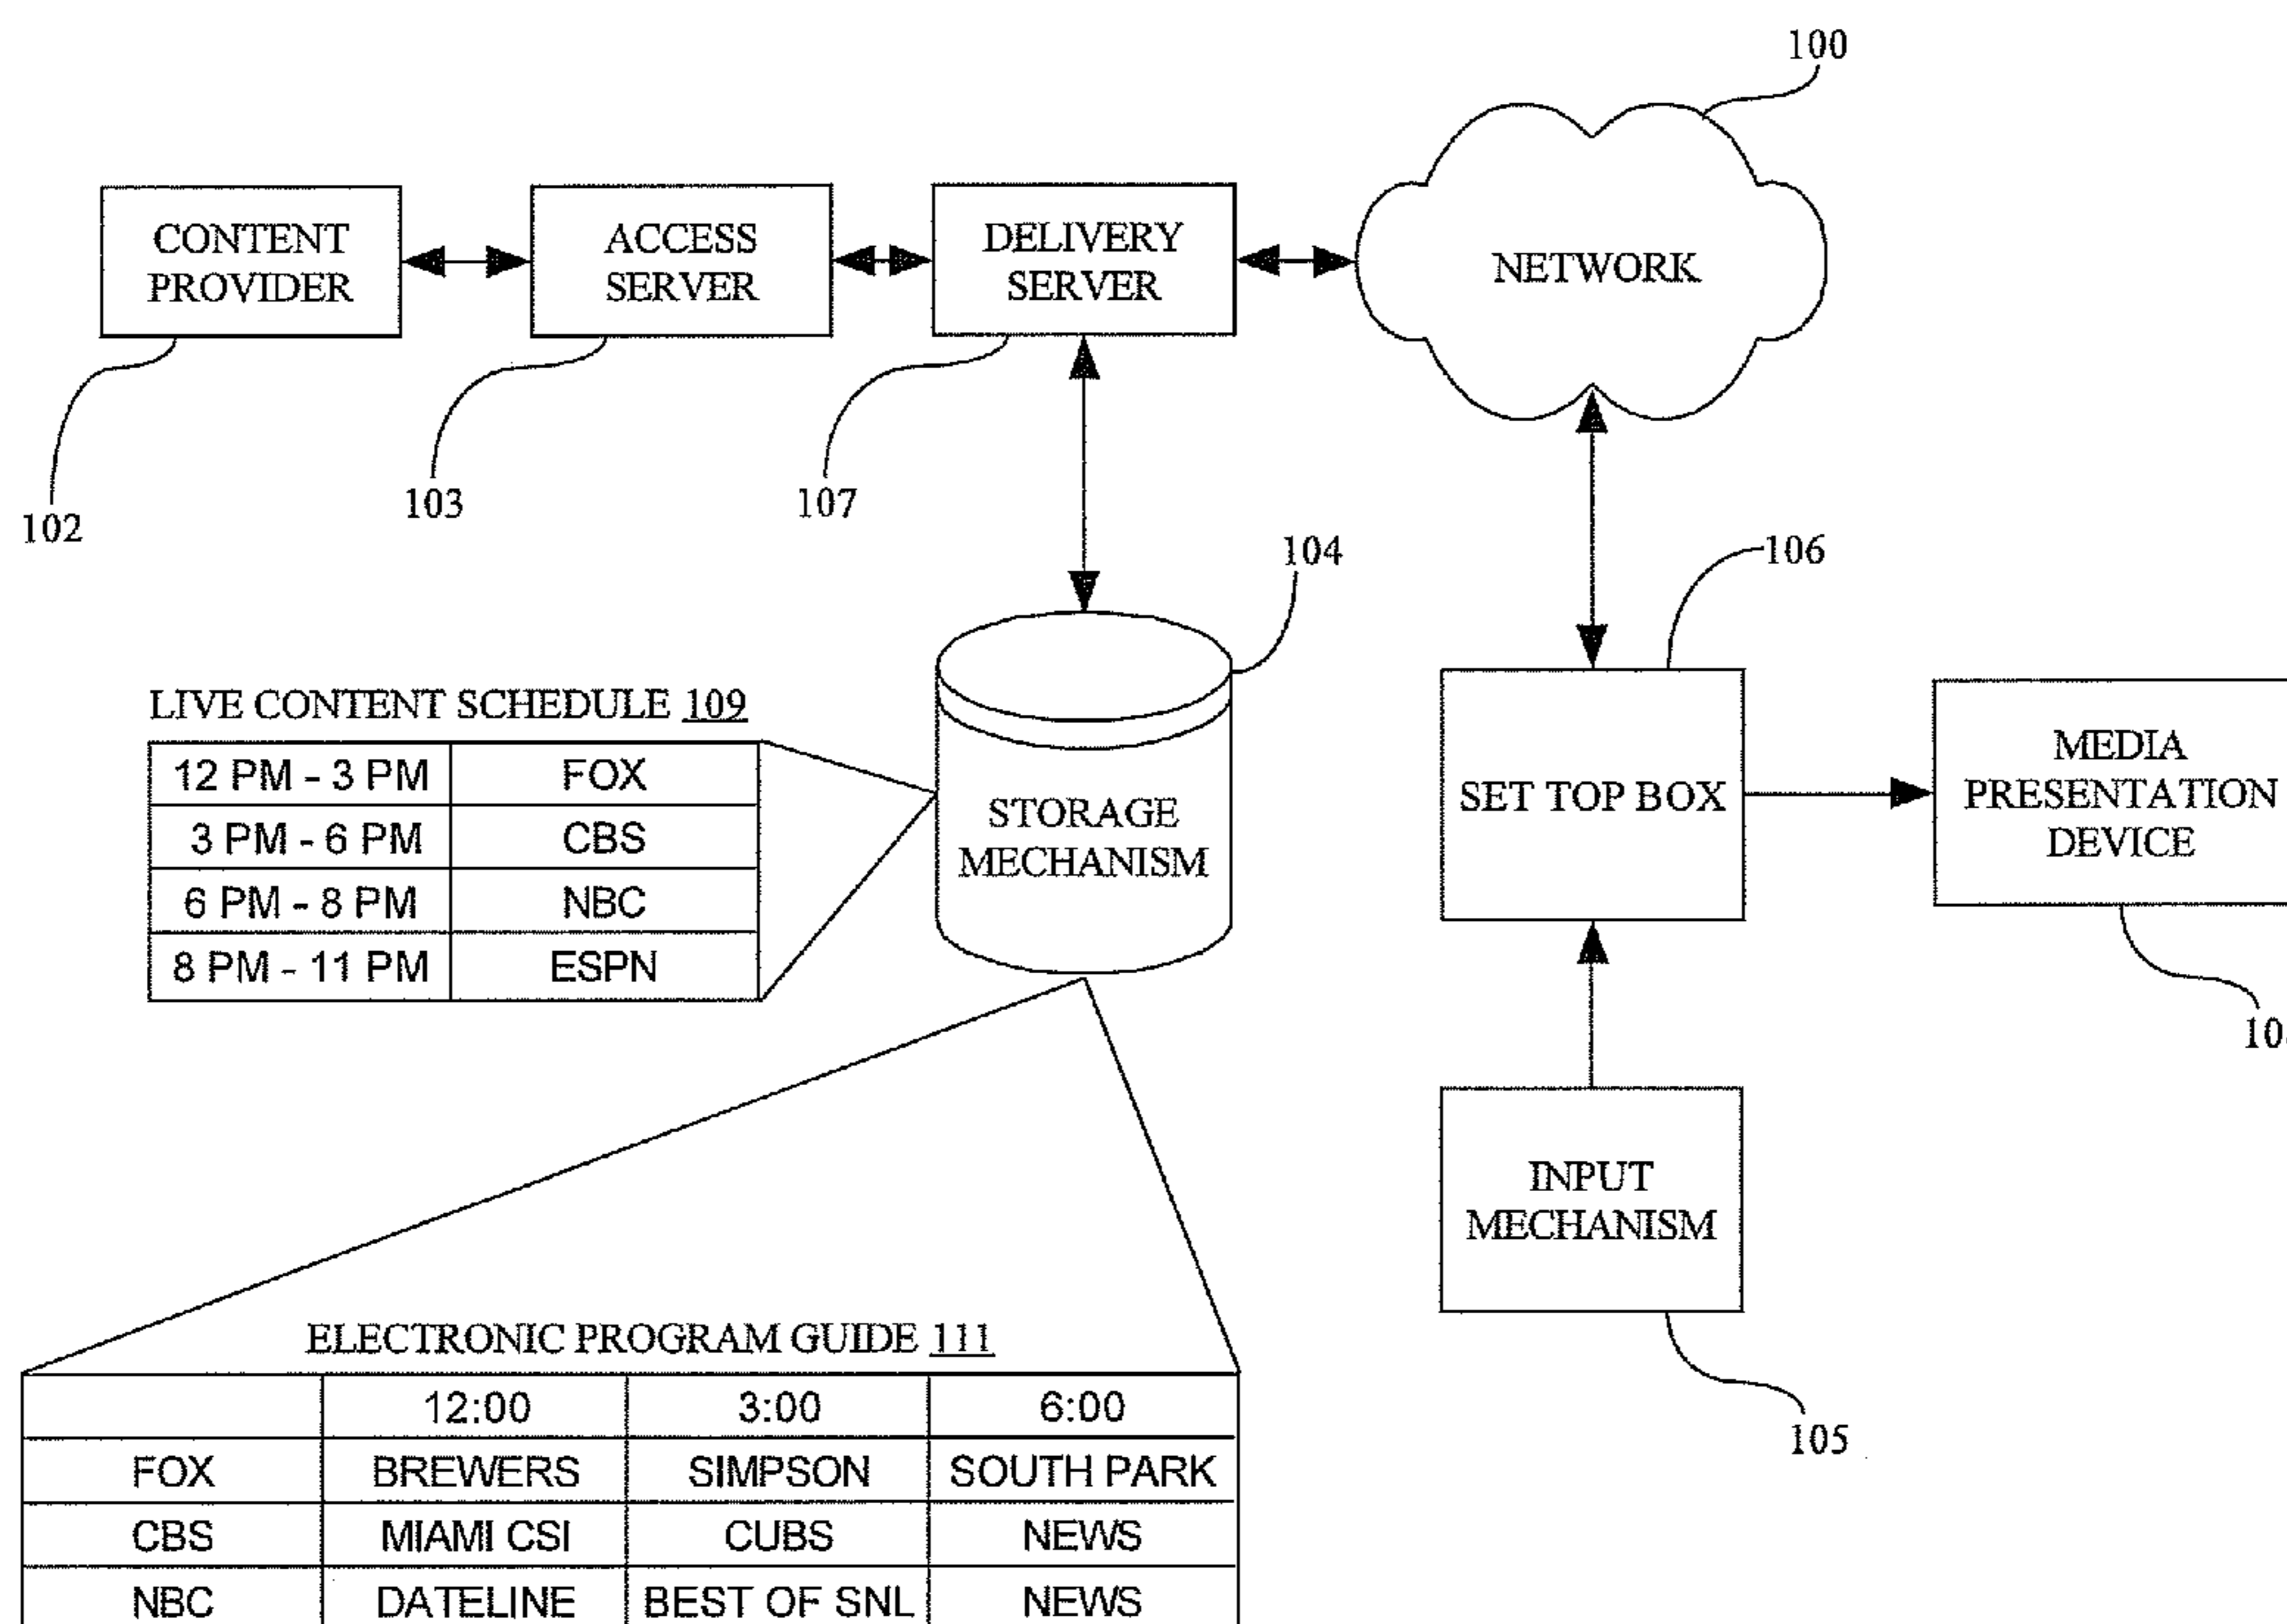 100
CONTENT
PROVIDER
ACCESS
SERVER
DELIVERY
SERVER
NETWORK
102
103
107
104
106
LIVE CONTENT SCHEDULE 109
12 PM - 3 PM FOX
3 PM - 6 PM CBS
6 PM - 8 PM NBC
8 PM - 11 PM ESPN
STORAGE
MECHANISM
SET TOP BOX
MEDIA
PRESENTATION
DEVICE
INPUT
MECHANISM
105
ELECTRONIC PROGRAM GUIDE 111
12:00 3:00 6:00
FOX BREWERS SIMPSON SOUTH PARK
CBS MIAMI CSI CUBS NEWS
NBC DATELINE BEST OF SNL NEWS